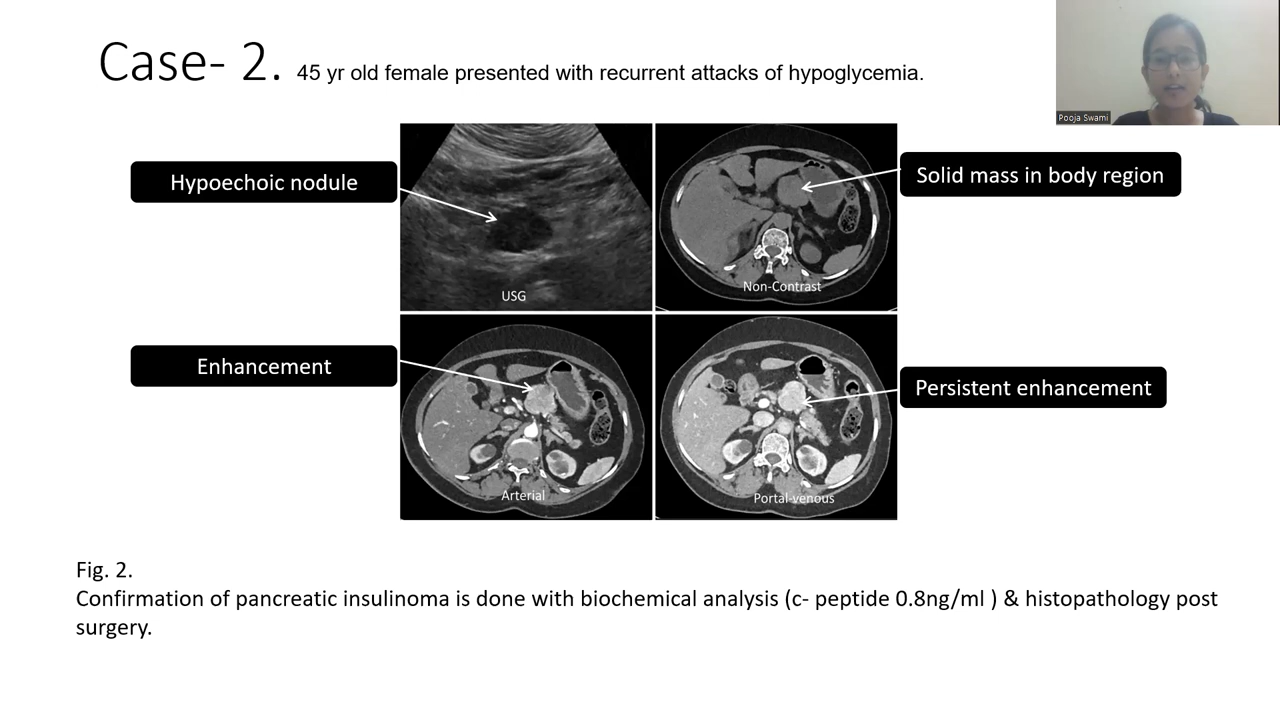 Case- 2. 45 yr old female presented with recurrent attacks of hypoglycemia.
Pooja Swami
Hypoechoic nodule
Solid mass in body region
USG
Non-Contrast
Enhancement
Persistent enhancement
Arterial
Portal-venous
Fig. 2.
Confirmation of pancreatic insulinoma is done with biochemical analysis (c- peptide 0.8ng/ml ) & histopathology post
surgery.